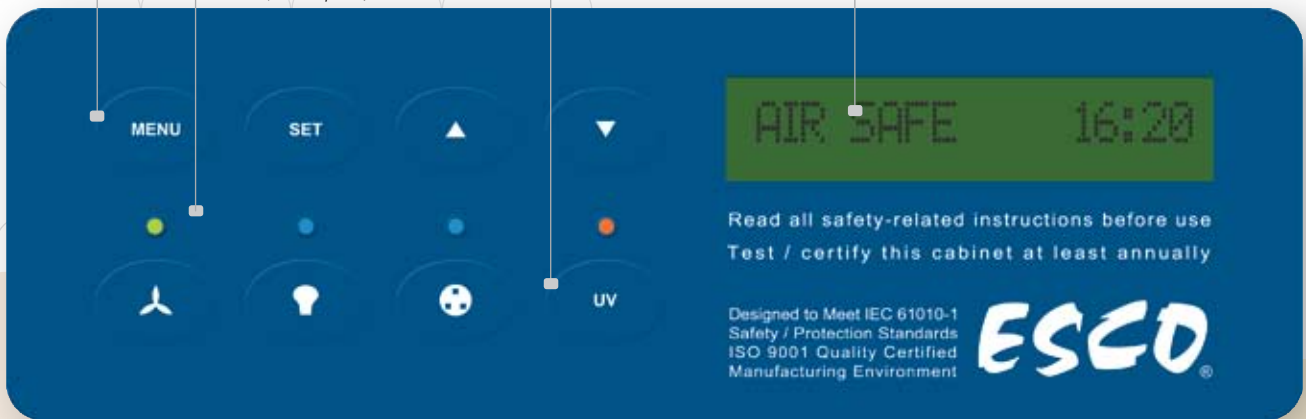 MENU SET
UV
AIR SAFE 16:20
Read all safety-related instructions before use
Test / certify this cabinet at least annually
Designed to Meet IEC 61010-1
Safety / Protection Standards
ISO 9001 Quality Certified
Manufacturing Environment
ESCO®